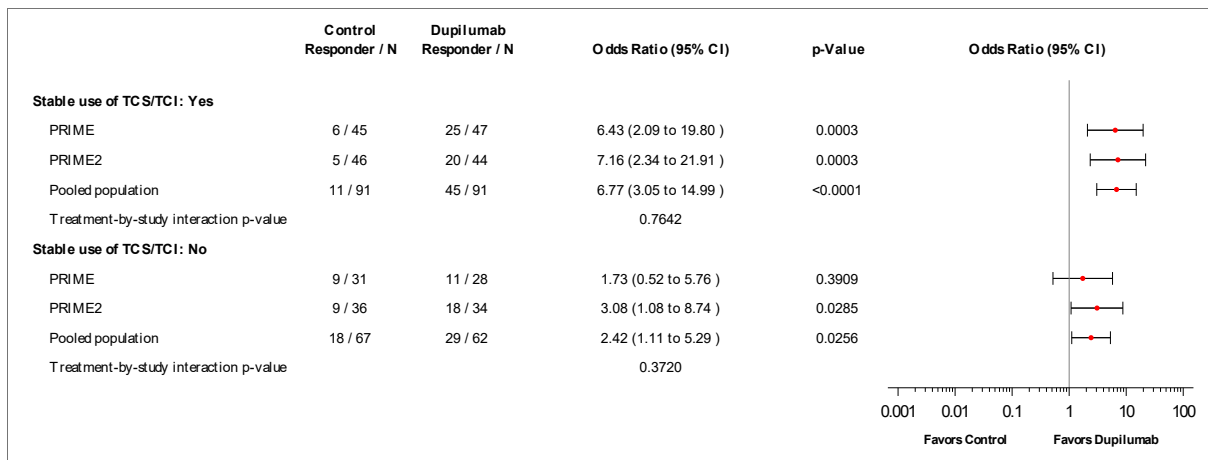 Control Dupilumab
Responder / N Responder / N Odds Ratio (95% CI) p-Value Odds Ratio (95% CI)
Stable use of TCS/TCI: Yes
PRIME 6 / 45 25 / 47 6.43 (2.09 to 19.80 ) 0.0003
PRIME2 5 / 46 20 / 44 7.16 (2.34 to 21.91 ) 0.0003
Pooled population 11 / 91 45 / 91 6.77 (3.05 to 14.99 ) <0.0001
Treatment-by-study interaction p-value 0.7642
Stable use of TCS/TCI: No
PRIME 9 / 31 11 / 28 1.73 (0.52 to 5.76 ) 0.3909
PRIME2 9 / 36 18 / 34 3.08 (1.08 to 8.74 ) 0.0285
Pooled population 18 / 67 29 / 62 2.42 (1.11 to 5.29 ) 0.0256
Treatment-by-study interaction p-value 0.3720
0.001 0.01 0.1 1 10 100
Favors Control Favors Dupilumab